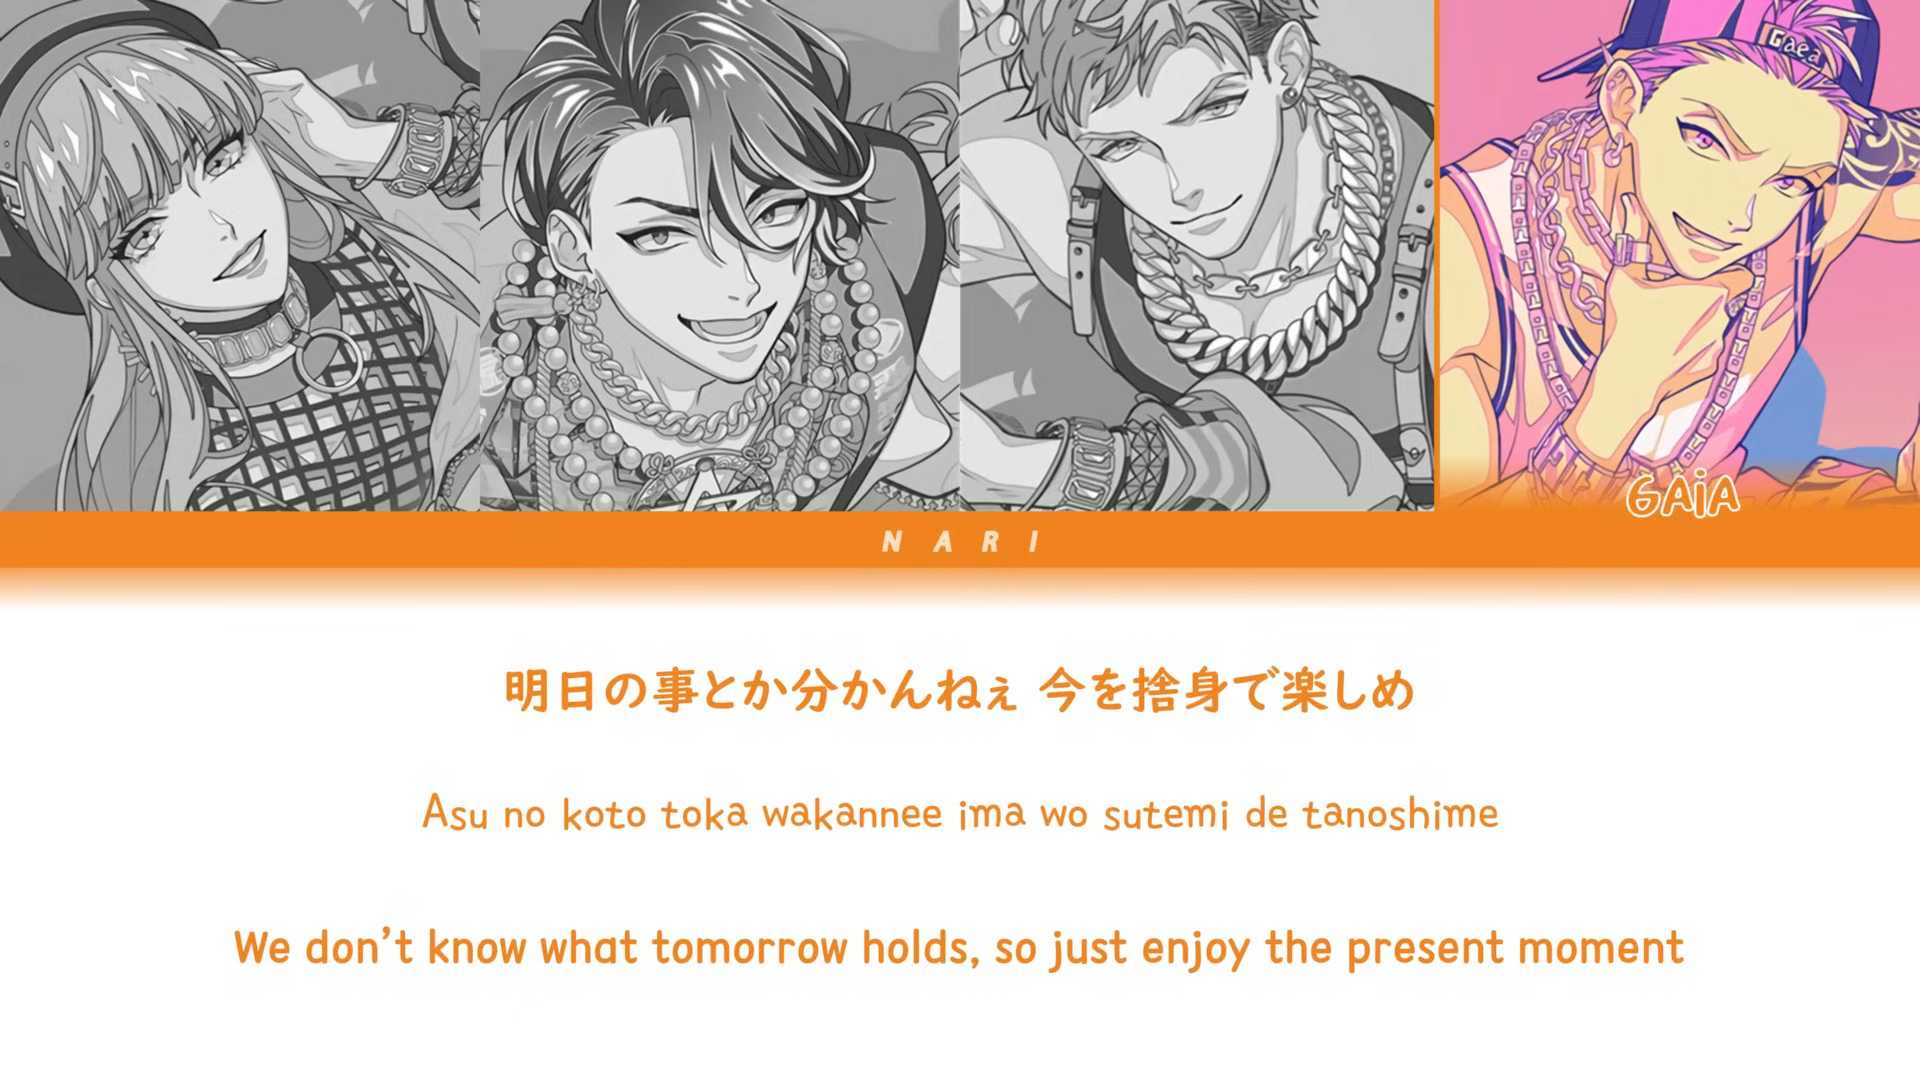 Gaea
GAiA
NARI
明日の事とか分かんねぇ 今を捨身で楽しめ
Asu no koto toka wakannee ima wo sutemi de tanoshime
We don't know what tomorrow holds, so just enjoy the present moment